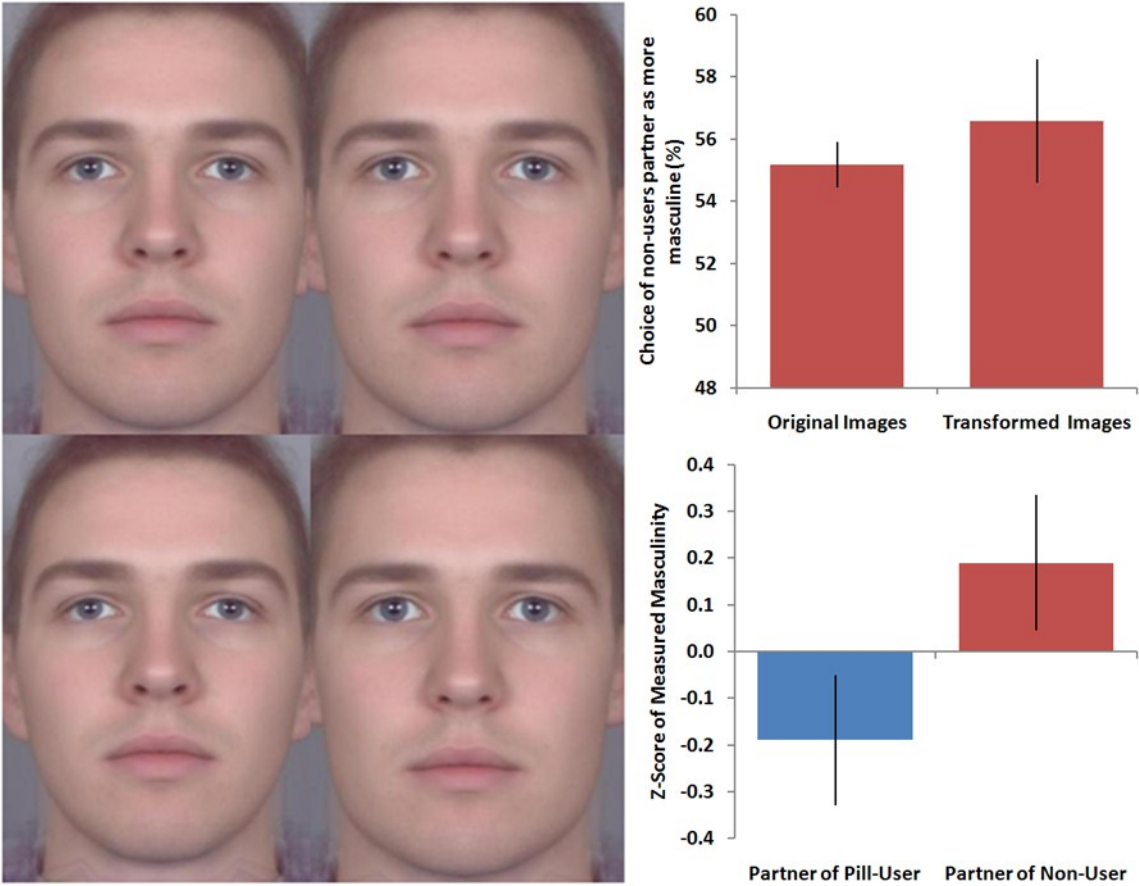 Choice of non-users partner as more
masculine (%)
60
58
56
54
52
50
48
Original Images
Transformed Images
Z-Score of Measured Masculinity
0.4
0.3
0.2
0.1
0.0
-0.1
-0.2
-0.3
-0.4
Partner of Pill-User
Partner of Non-User